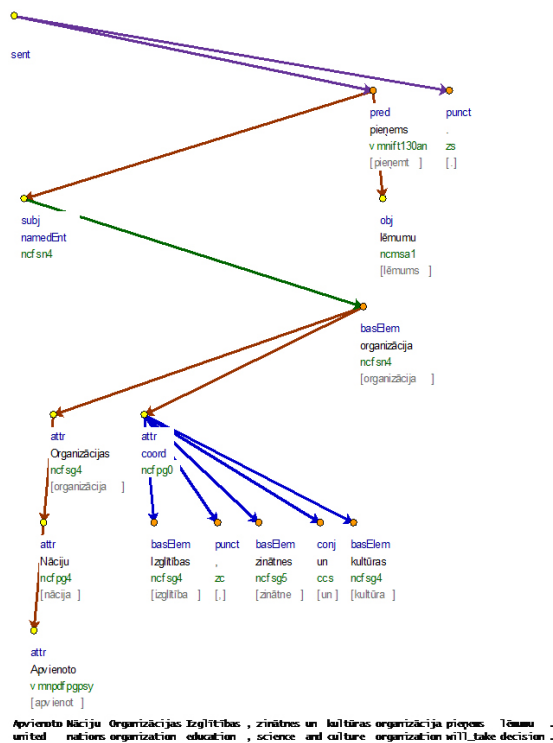 sent
pred punct
pieņems .
vmnift130an zs
[pieņemt ] [.]
subj obj
namedEnt lēmumu
ncfsn4 ncmsa1
[lēmums ]
basElem
organizācija
ncfsn4
[organizācija ]
attr attr
Organizācijas coord
ncfsg4 ncfpg0
[organizācija ]
attr basElem punct basElem conj basElem
Nāciju Izglītības , zinātnes un kultūras
ncfpg4 ncfsg4 zc ncfsg5 ccs ncfsg4
[nācija ] [izglītība ] [,] [zinātne ] [un ] [kultūra ]
attr
Apvienoto
vmnpdfpgpsy
[apvienot ]
Apvienoto Nāciju Organizācijas Izglītības , zinātnes un kultūras organizācija pieņems lēmumu .
united nations organization education , science and culture organization will_take decision .